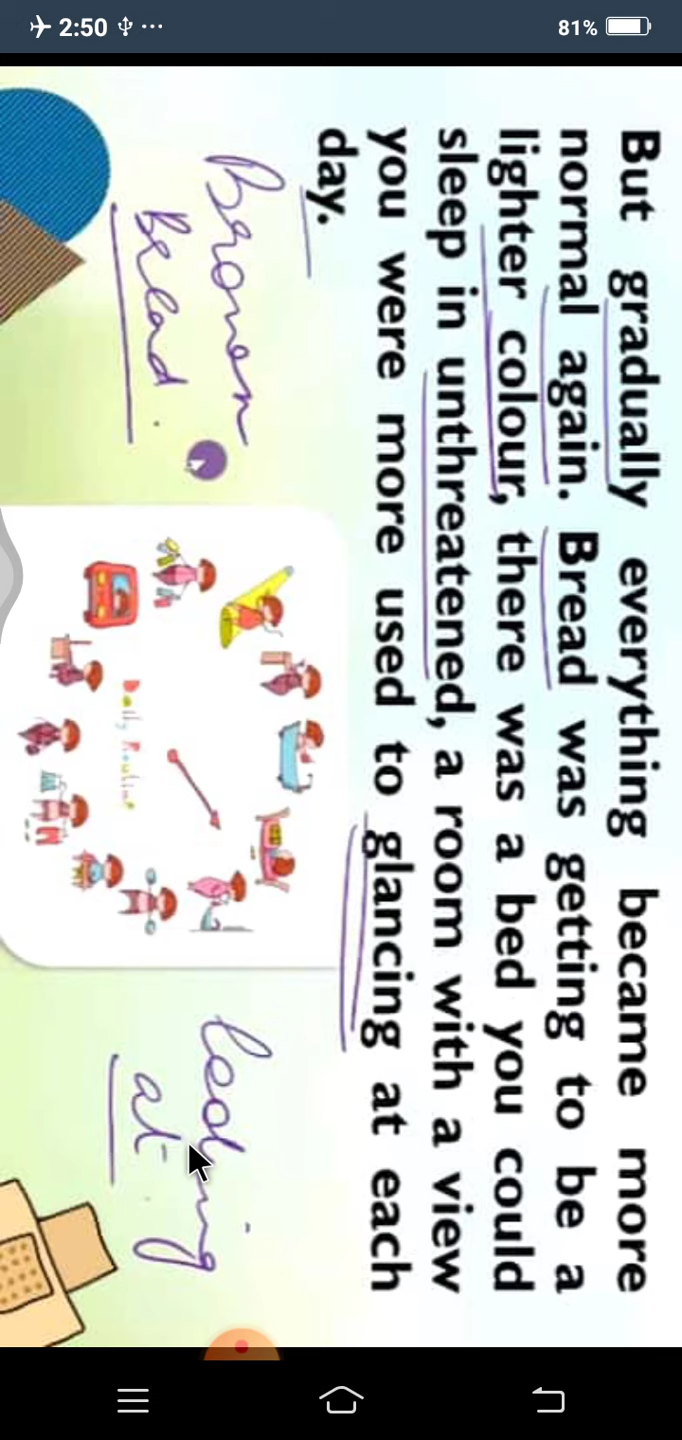 2:50
81%
But gradually everything became more
normal again. Bread was getting to be a
lighter colour, there was a bed you could
sleep in unthreatened, a room with a view
you were more used to glancing at each
day.
Bread.
Daily Routine
at